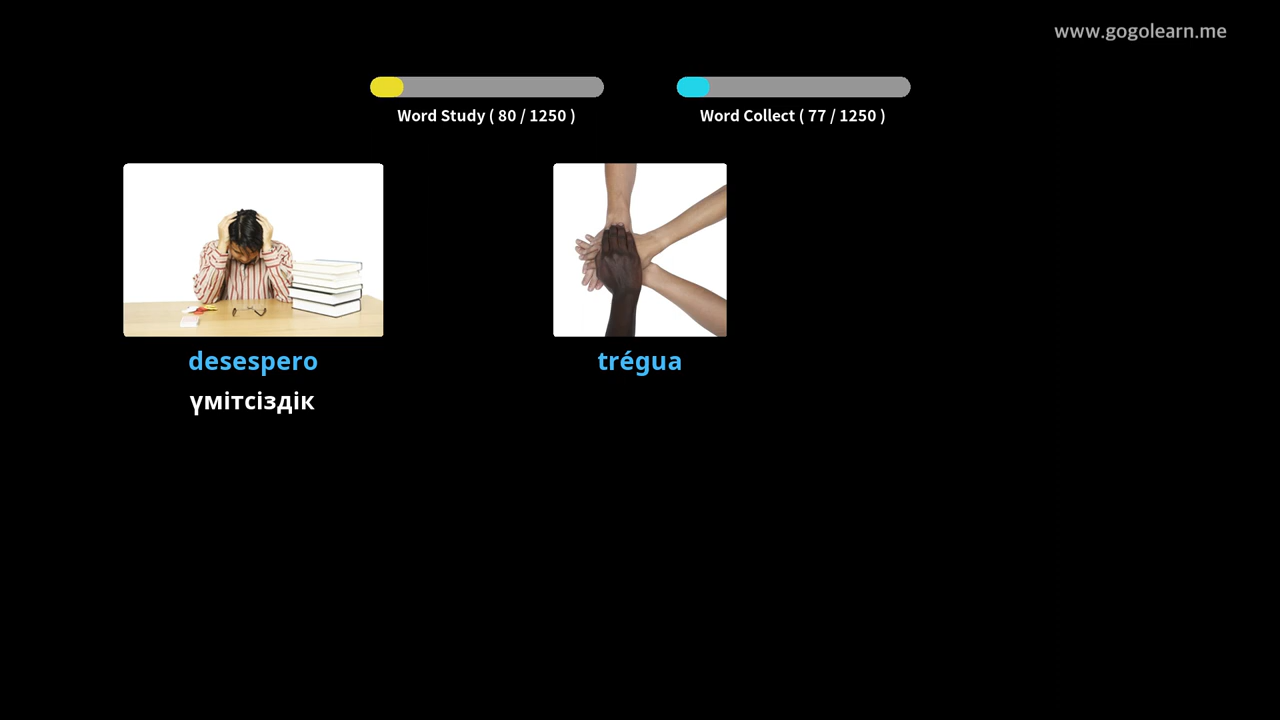 www.gogolearn.me
Word Study ( 80 / 1250 )
Word Collect ( 77 / 1250 )
desespero
trégua
үмітсіздік